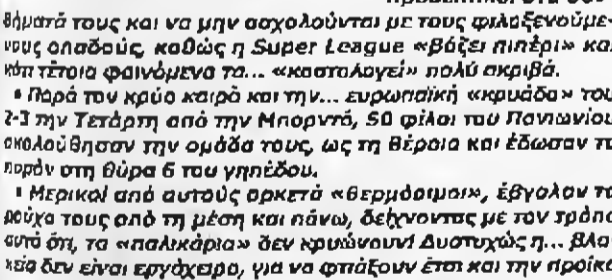 θήματά τους και να μην ασχολούνται με τους φιλοξενούμε-
νους οπαδούς, καθώς η Super League «βάζει πιπέρι» και
κάτι τέτοια φαινόμενα τα... «κοστολογεί» πολύ ακριβά.
▪ Παρά τον κρύο καιρό και την... ευρωπαϊκή «κρυάδα» του
2-3 την Τετάρτη από την Μπορντό, 50 φίλοι του Πανιωνίου
ακολούθησαν την ομάδα τους, ως τη Βέροια και έδωσαν το
παρόν στη θύρα 6 του γηπέδου.
▪ Μερικοί από αυτούς αρκετά «θερμόαιμοι», έβγαλαν τα
ρούχα τους από τη μέση και πάνω, δείχνοντας με τον τρόπο
αυτό ότι, τα «παλικάρια» δεν κρυώνουν! Δυστυχώς η... βλα-
κεία δεν είναι εργόχειρο, για να φτιάξουν έτσι και την προίκα